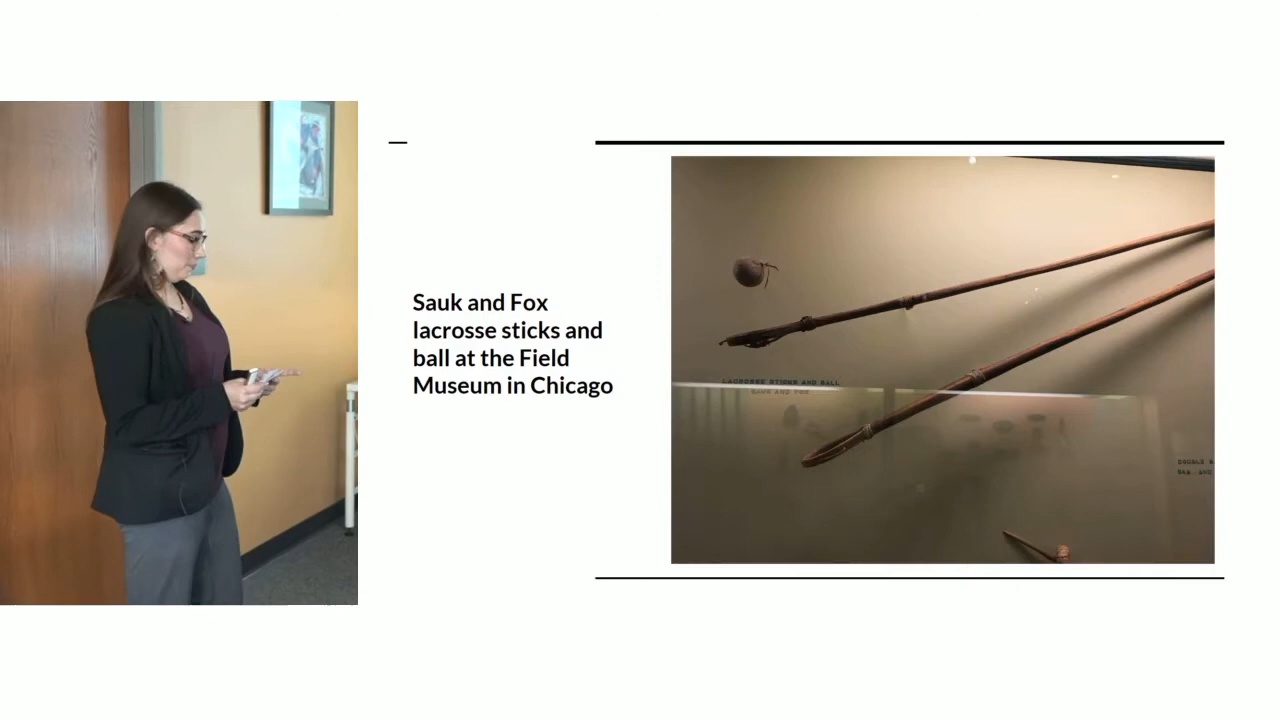 Sauk and Fox
lacrosse sticks and
ball at the Field
Museum in Chicago
LACROSSE STICKS AND BALL
SAUK AND FOX